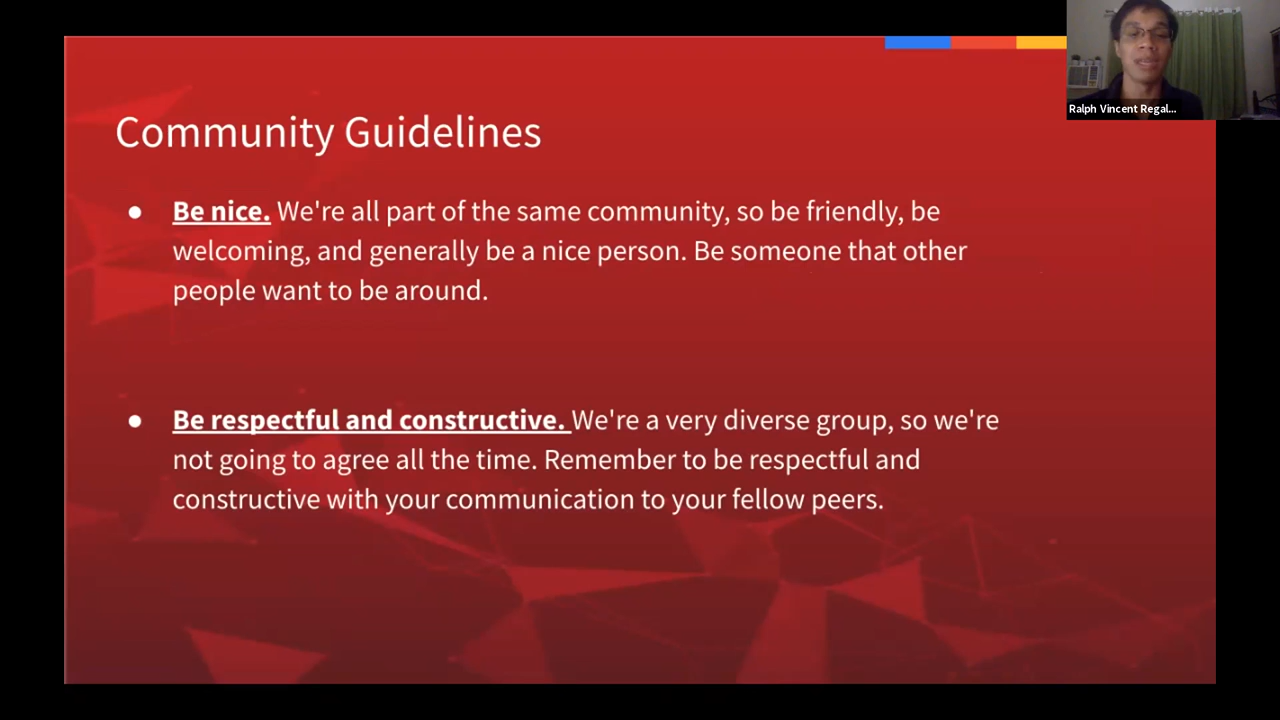 Ralph Vincent Regal...
Community Guidelines
● Be nice. We're all part of the same community, so be friendly, be
welcoming, and generally be a nice person. Be someone that other
people want to be around.
● Be respectful and constructive. We're a very diverse group, so we're
not going to agree all the time. Remember to be respectful and
constructive with your communication to your fellow peers.